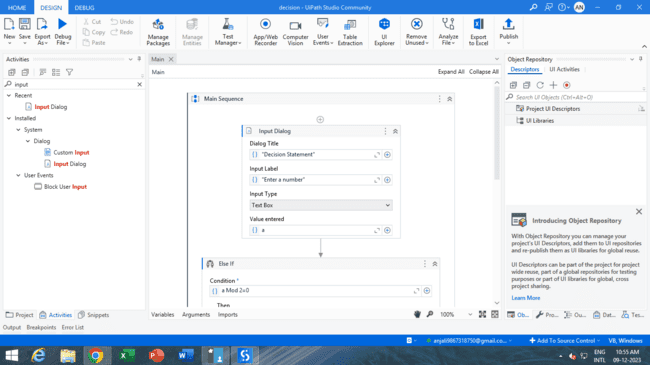 HOME DESIGN DEBUG decision - UiPath Studio Community AN
New Save Export As Debug File Cut Copy Paste Undo Redo Manage Packages Manage Entities Test Manager App/Web Recorder Computer Vision User Events Table Extraction UI Explorer Remove Unused Analyze File Export to Excel Publish
Activities
input
Recent
Input Dialog
Installed
System
Dialog
Custom Input
Input Dialog
User Events
Block User Input
Project Activities Snippets
Main
Main Expand All Collapse All
Main Sequence
Input Dialog
Dialog Title
"Decision Statement"
Input Label
"Enter a number"
Input Type
Text Box
Value entered
a
Else If
Condition *
a Mod 2=0
Then
Variables Arguments Imports 100%
Object Repository
Descriptors UI Activities
Search UI Objects (Ctrl+Alt+O)
Project UI Descriptors
UI Libraries
Introducing Object Repository
With Object Repository you can manage your project's UI Descriptors, add them to UI repositories and re-publish them as UI libraries for global reuse.
UI Descriptors can be part of the project for project wide reuse, part of a global repositories for testing purposes or part of UI libraries for global, cross project sharing.
Learn More
Ob... Pro... Ou... Dat... Tes...
Output Breakpoints Error List
anjali9867318750@gmail.co... Add To Source Control VB, Windows
ENG INTL 10:55 AM 09-12-2023